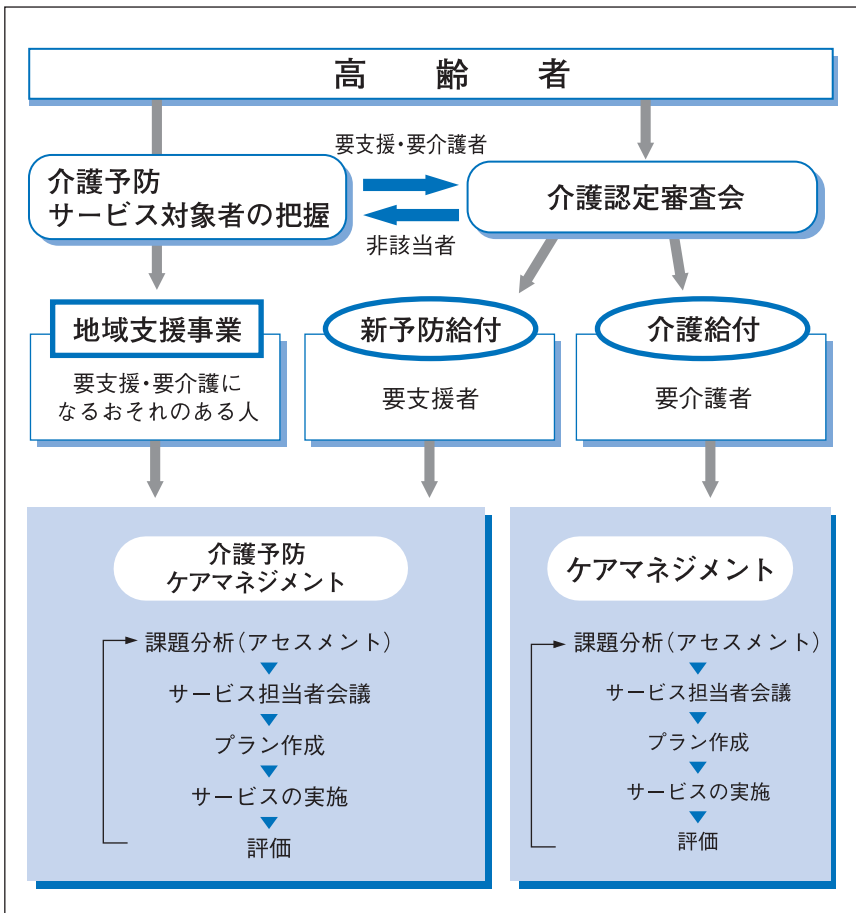 高齢者
要支援・要介護者
介護予防
サービス対象者の把握
介護認定審査会
非該当者
地域支援事業
新予防給付
介護給付
要支援・要介護に
なるおそれのある人
要支援者
要介護者
介護予防
ケアマネジメント
課題分析(アセスメント)
サービス担当者会議
プラン作成
サービスの実施
評価
ケアマネジメント
課題分析(アセスメント)
サービス担当者会議
プラン作成
サービスの実施
評価